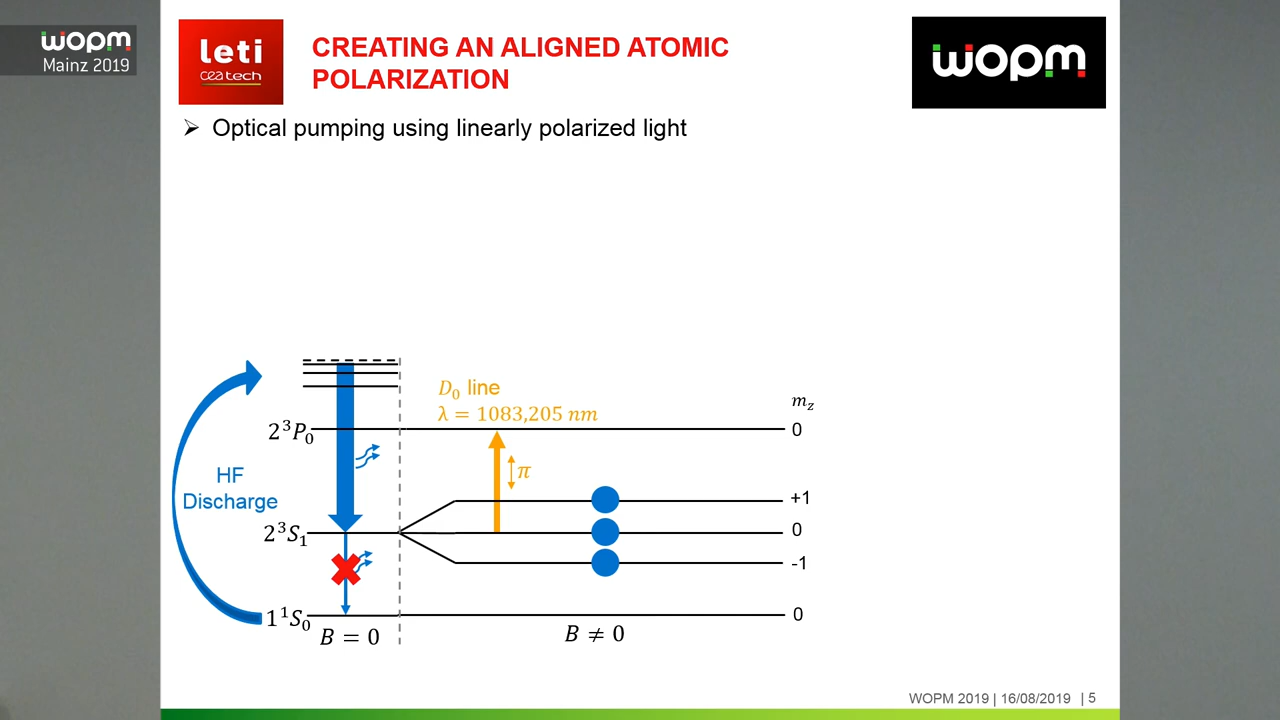 wopm
Mainz 2019
leti
ceatech
CREATING AN ALIGNED ATOMIC
POLARIZATION
wopm
➢ Optical pumping using linearly polarized light
D₀ line
λ = 1083,205 nm
m_z
2³P₀
0
π
HF
Discharge
+1
2³S₁
0
-1
1¹S₀
0
B = 0
B ≠ 0
WOPM 2019 | 16/08/2019 | 5